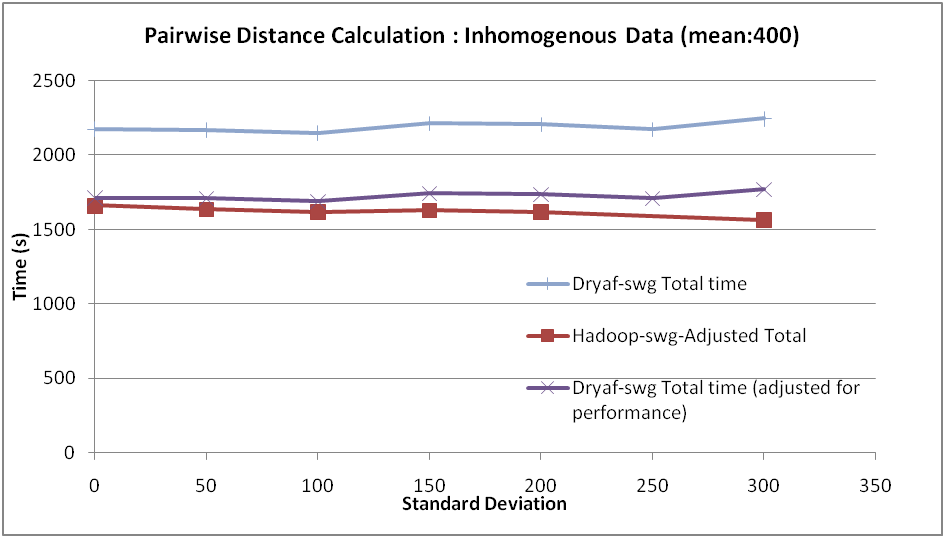 Pairwise Distance Calculation : Inhomogenous Data (mean:400)
2500
2000
1500
1000
500
0
Time (s)
Dryaf-swg Total time
Hadoop-swg-Adjusted Total
Dryaf-swg Total time (adjusted for
performance)
0 50 100 150 200 250 300 350
Standard Deviation